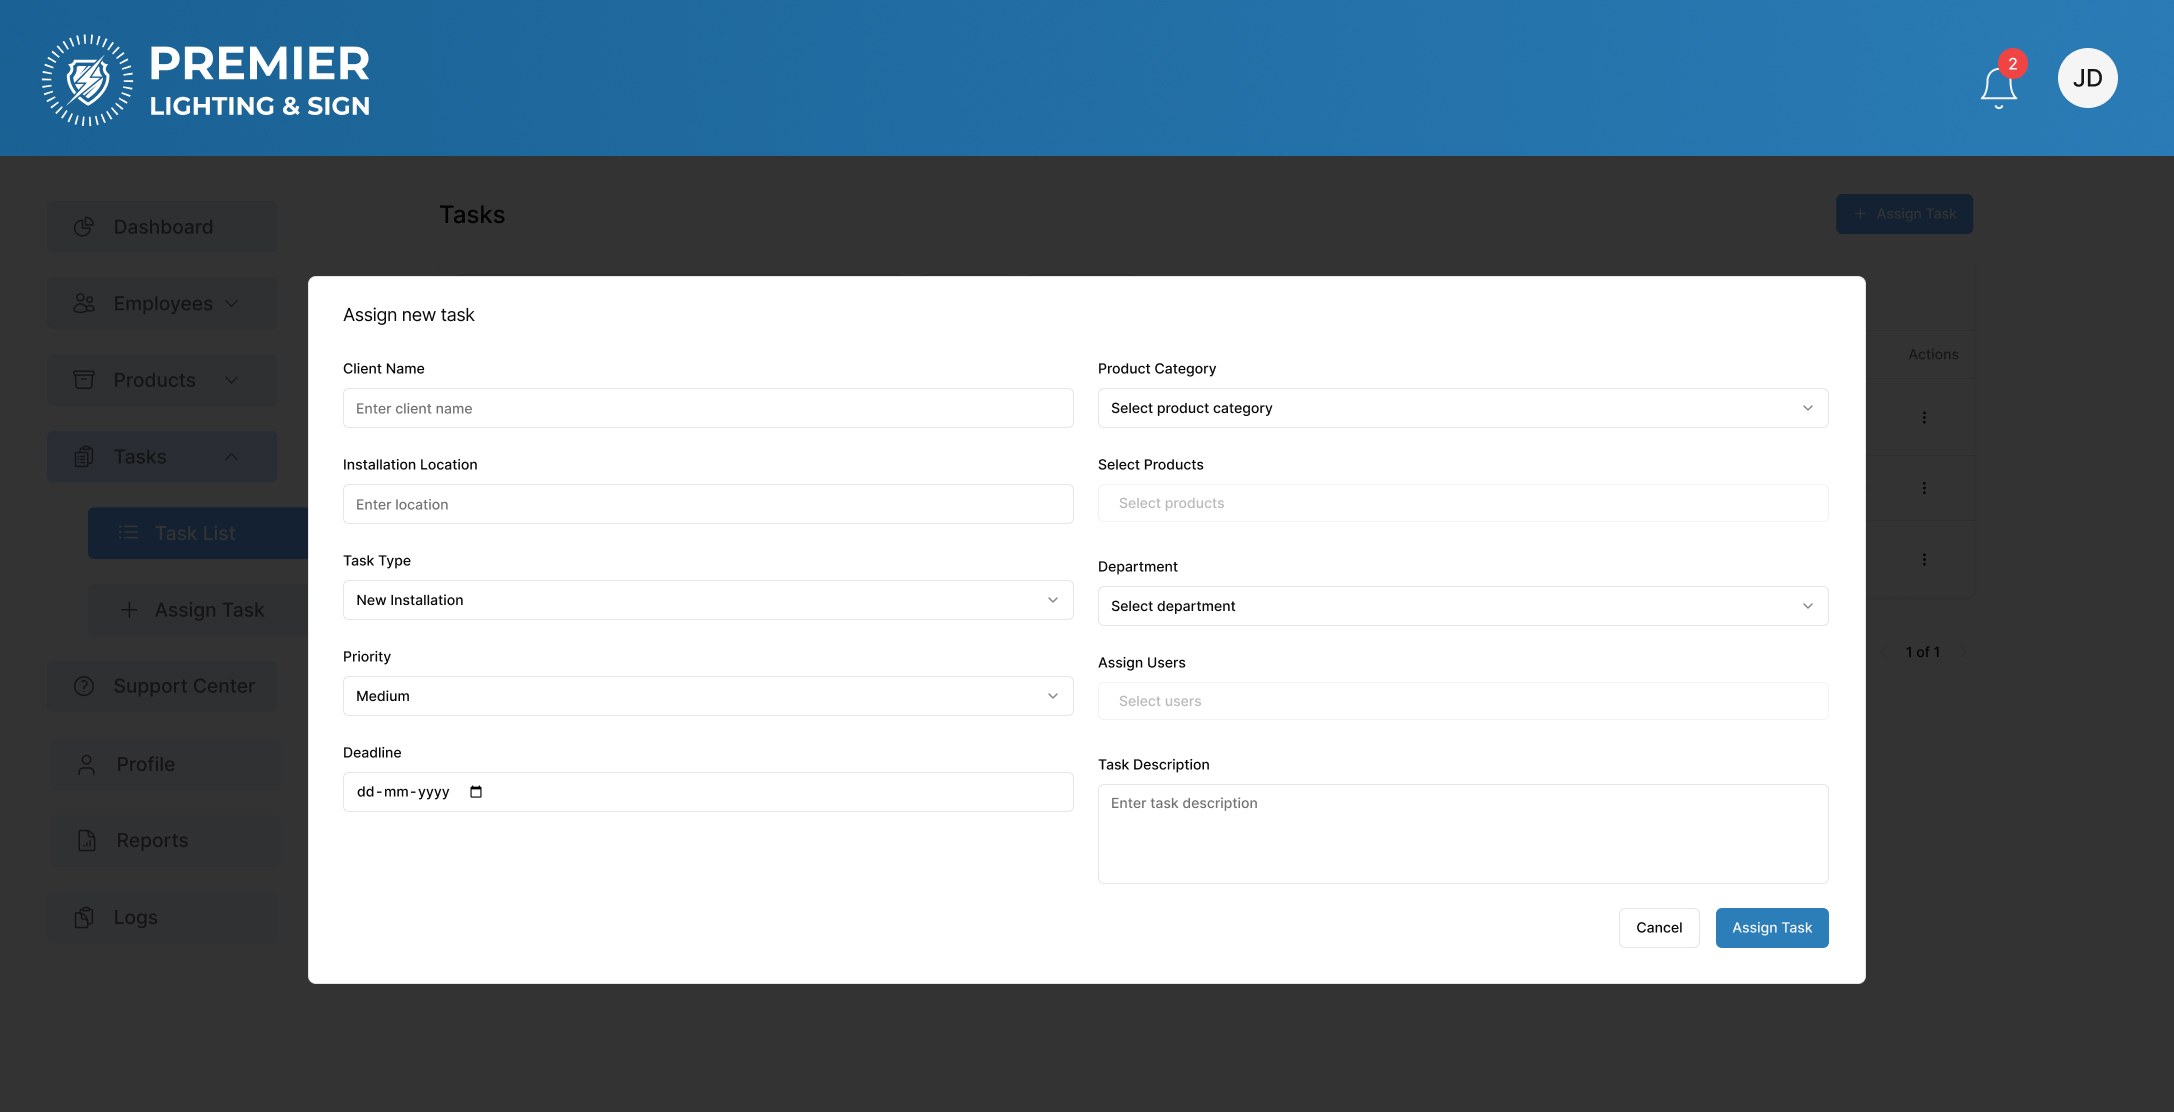 PREMIER
LIGHTING & SIGN
2
JD
Dashboard
Employees
Products
Tasks
Task List
Assign Task
Support Center
Profile
Reports
Logs
Tasks
Assign Task
Actions
1 of 1
Assign new task
Client Name
Enter client name
Installation Location
Enter location
Task Type
New Installation
Priority
Medium
Deadline
dd-mm-yyyy
Product Category
Select product category
Select Products
Select products
Department
Select department
Assign Users
Select users
Task Description
Enter task description
Cancel
Assign Task